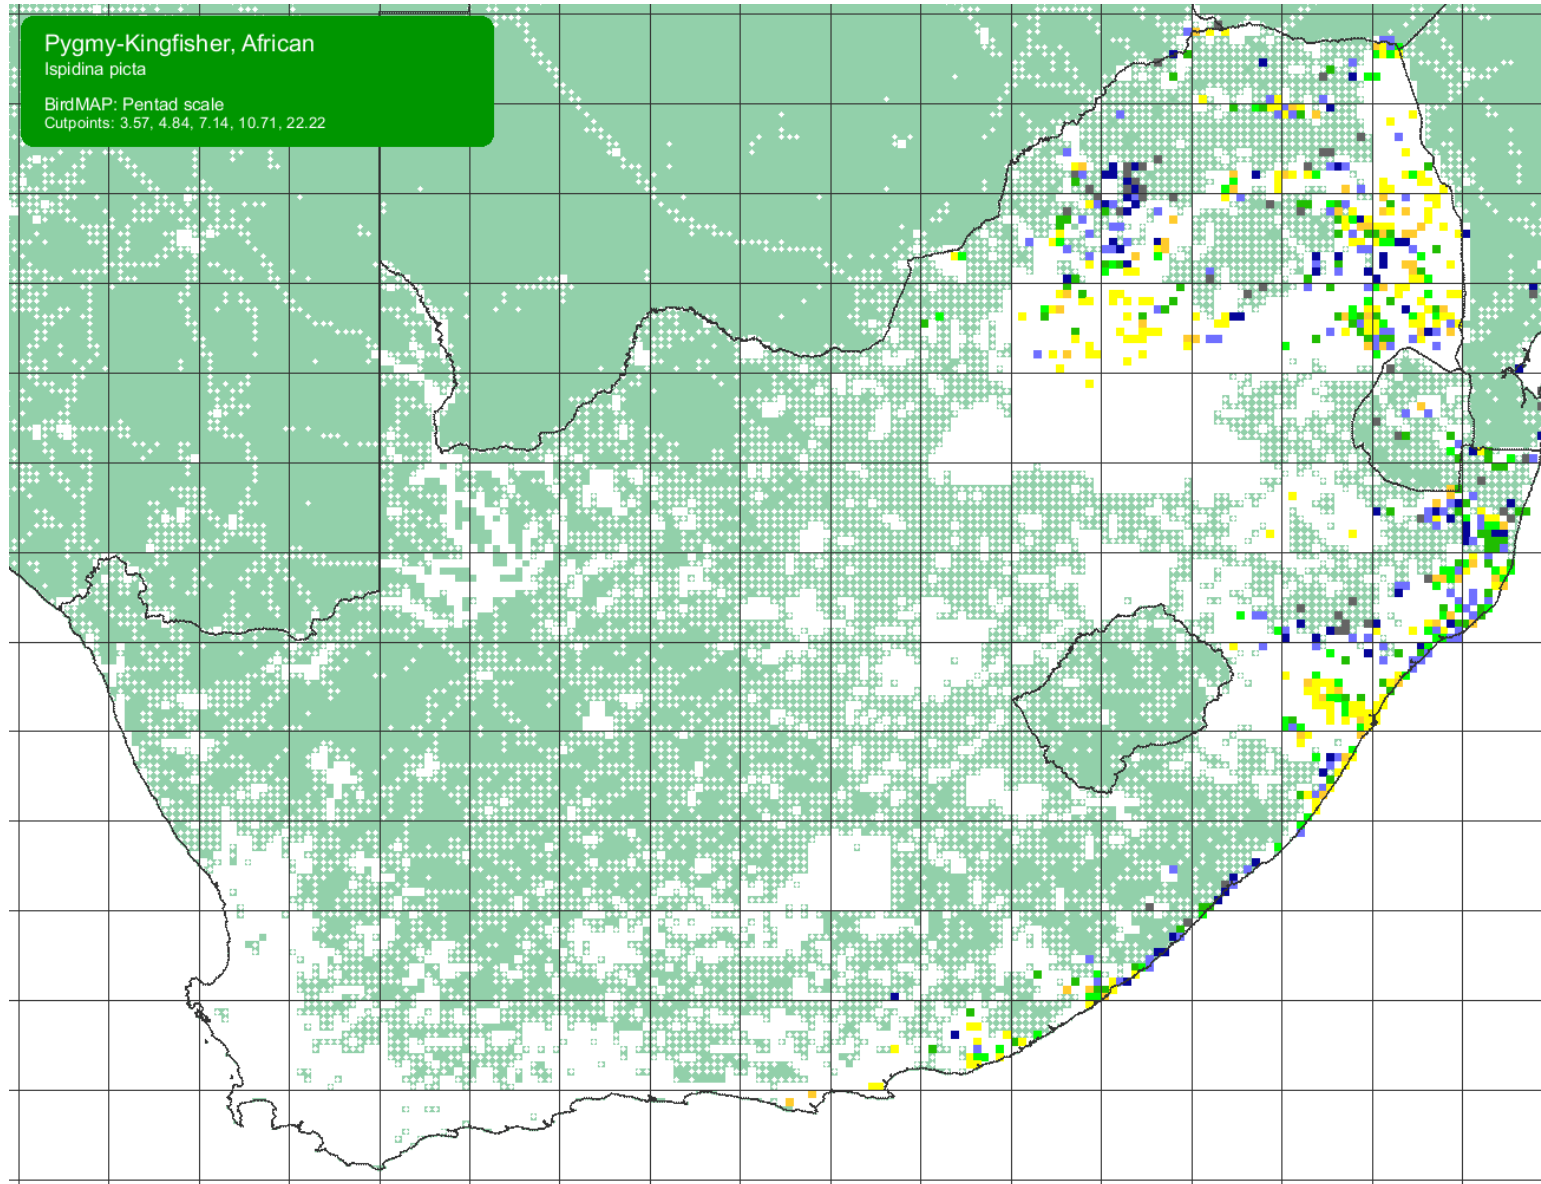 Pygmy-Kingfisher, African
Ispidina picta
BirdMAP: Pentad scale
Cutpoints: 3.57, 4.84, 7.14, 10.71, 22.22